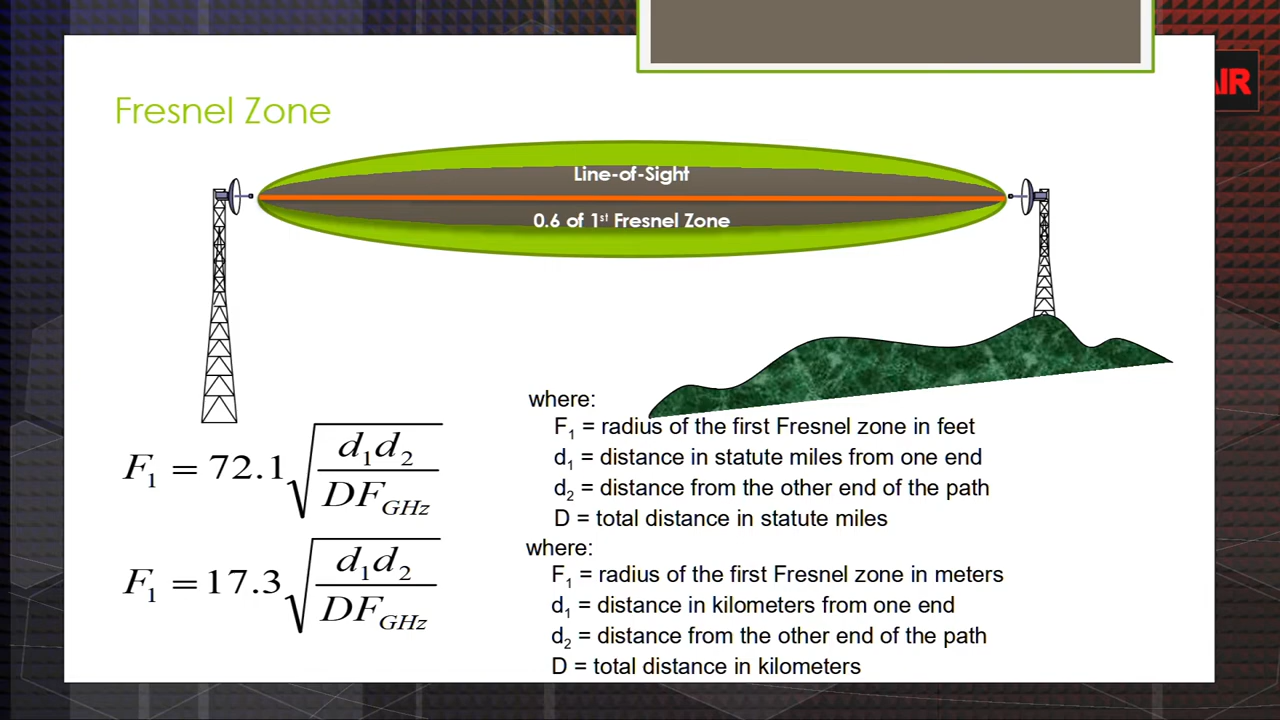 AIR
Fresnel Zone
Line-of-Sight
0.6 of 1st Fresnel Zone
where:
F₁ = radius of the first Fresnel zone in feet
d₁ = distance in statute miles from one end
d₂ = distance from the other end of the path
D = total distance in statute miles
F₁ = 72.1√(d₁d₂/DF_GHz)
where:
F₁ = radius of the first Fresnel zone in meters
d₁ = distance in kilometers from one end
d₂ = distance from the other end of the path
D = total distance in kilometers
F₁ = 17.3√(d₁d₂/DF_GHz)